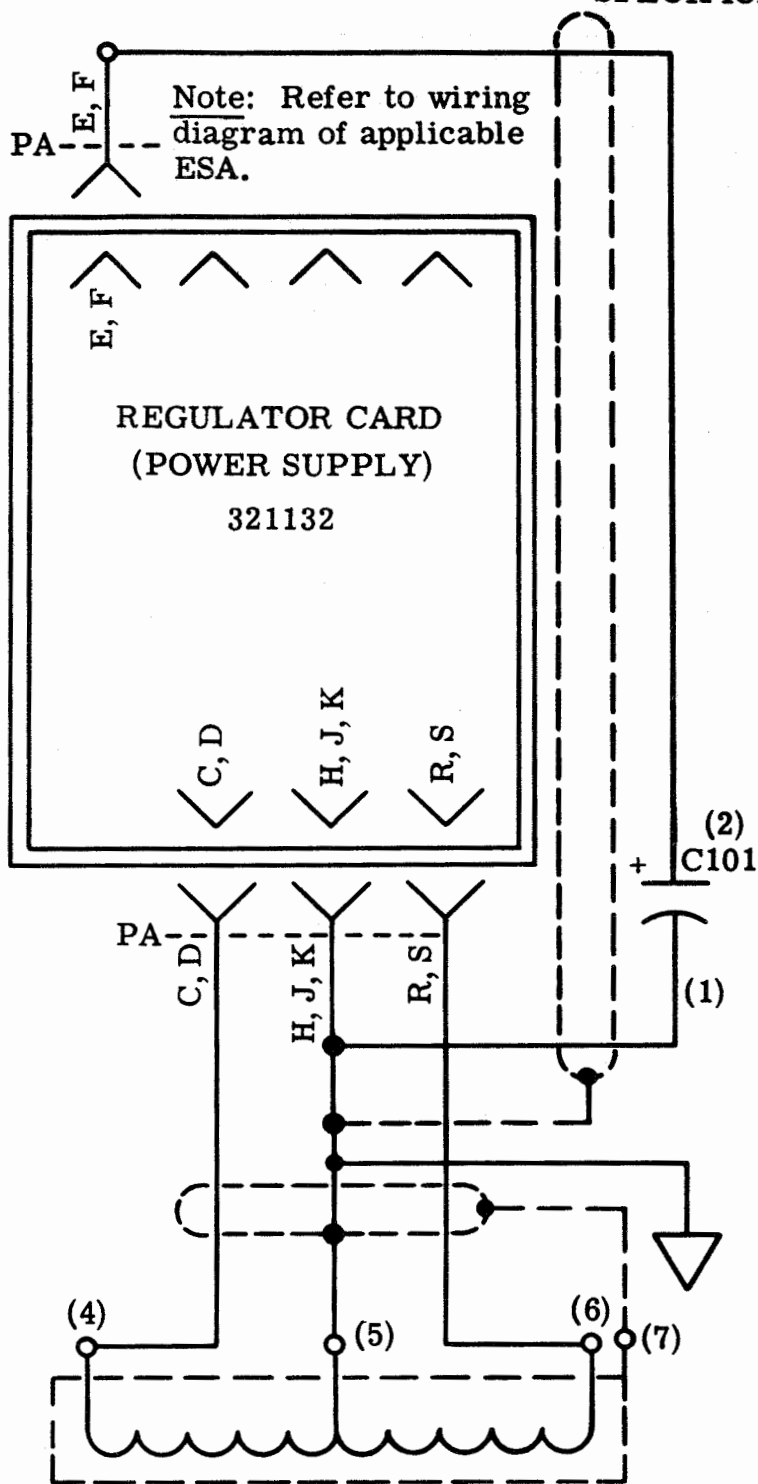 E, F
Note: Refer to wiring
diagram of applicable
ESA.
PA
E, F
REGULATOR CARD
(POWER SUPPLY)
321132
C, D
H, J, K
R, S
(2)
+ C101
PA
C, D
H, J, K
R, S
(1)
(4)
(5)
(6)
(7)